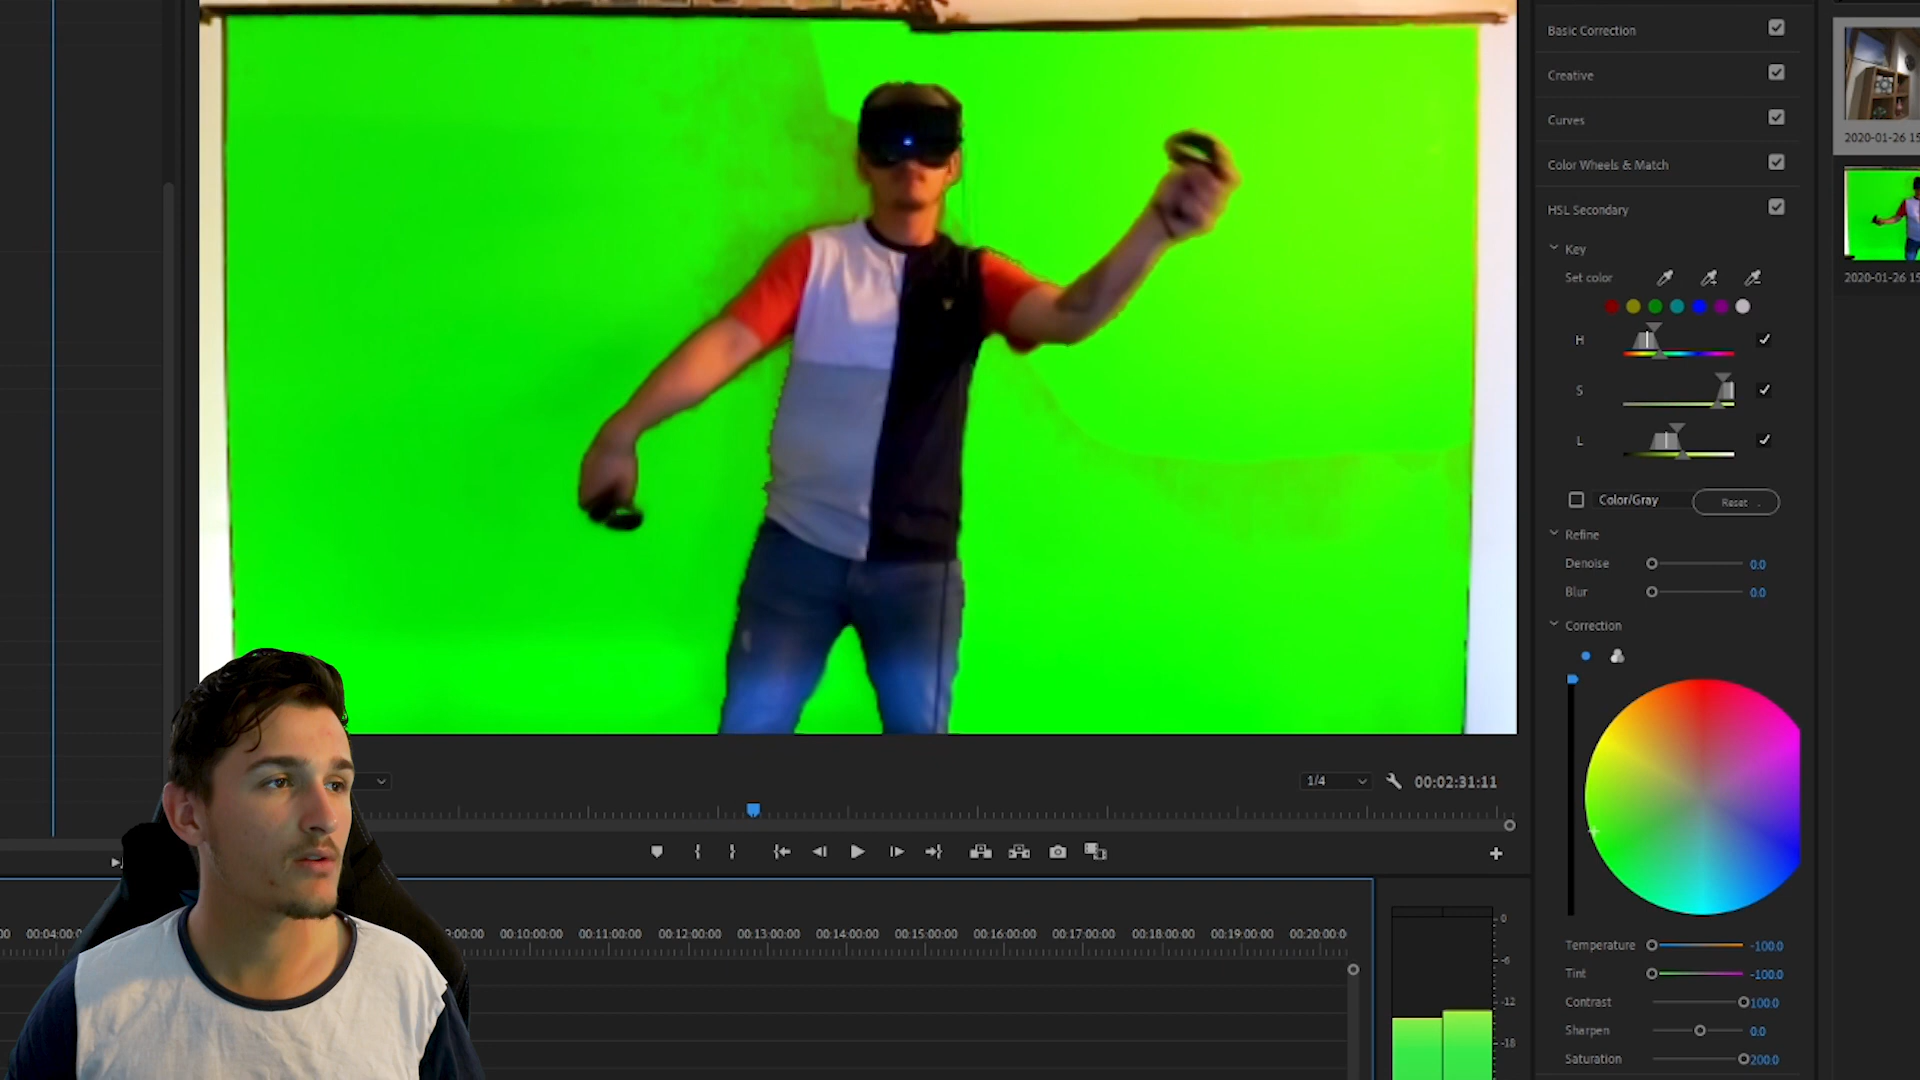 Basic Correction
Creative
Curves
Color Wheels & Match
HSL Secondary
Key
Set color
H
S
L
Color/Gray
Reset
Refine
Denoise 0.0
Blur 0.0
Correction
2020-01-26 15
2020-01-26 15
1/4
00:02:31:11
00:10:00:00 00:11:00:00 00:12:00:00 00:13:00:00 00:14:00:00 00:15:00:00 00:16:00:00 00:17:00:00 00:18:00:00 00:19:00:00 00:20:00:0
0
-6
-12
-18
Temperature -100.0
Tint -100.0
Contrast 100.0
Sharpen 0.0
Saturation 200.0